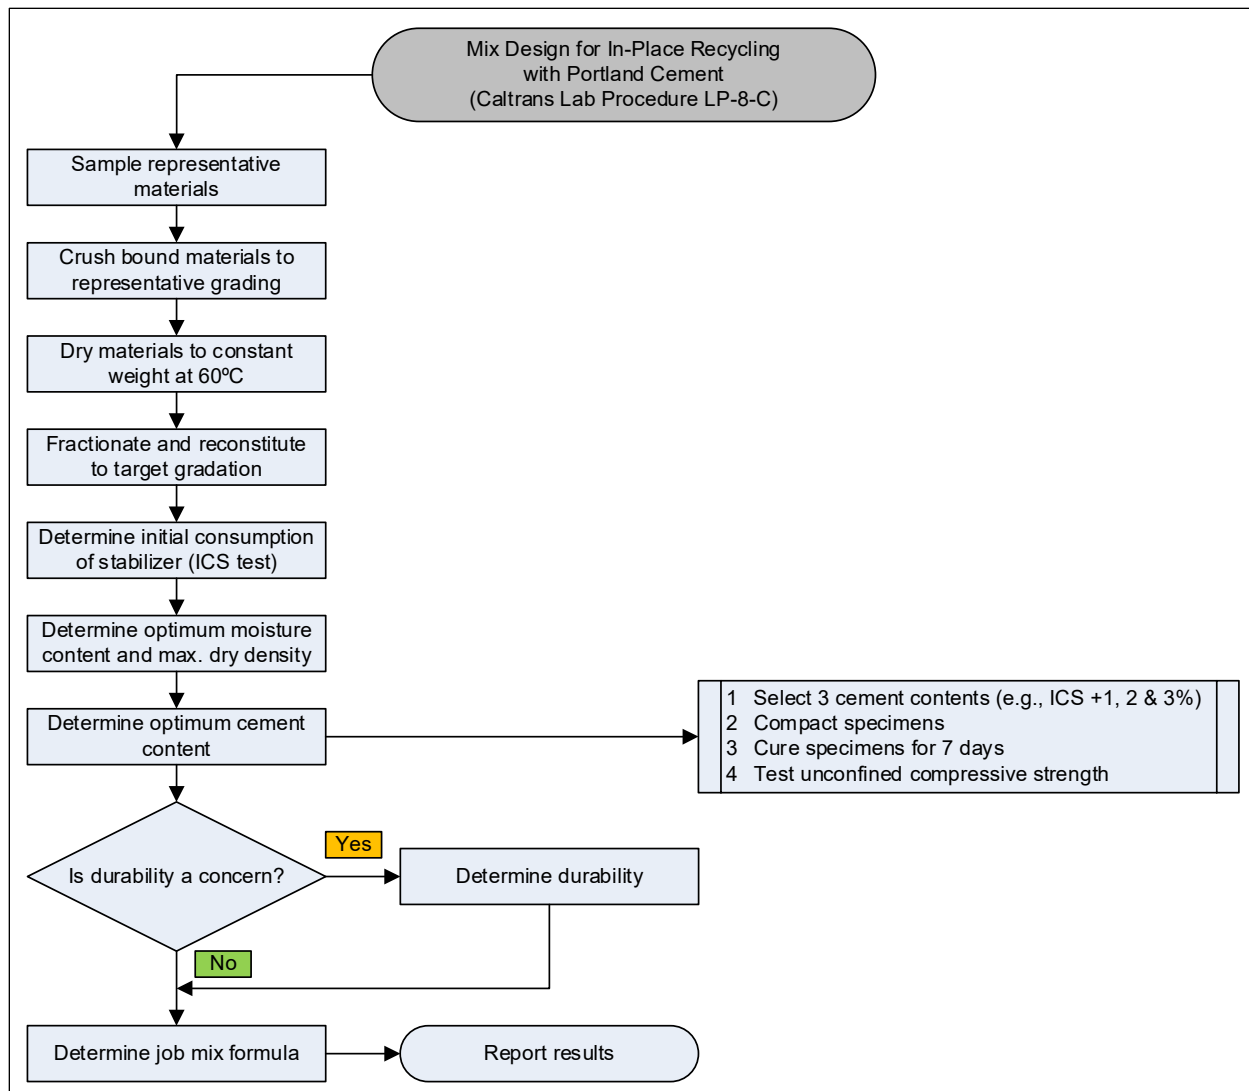 Mix Design for In-Place Recycling
with Portland Cement
(Caltrans Lab Procedure LP-8-C)
Sample representative
materials
Crush bound materials to
representative grading
Dry materials to constant
weight at 60ºC
Fractionate and reconstitute
to target gradation
Determine initial consumption
of stabilizer (ICS test)
Determine optimum moisture
content and max. dry density
Determine optimum cement
content
1 Select 3 cement contents (e.g., ICS +1, 2 & 3%)
2 Compact specimens
3 Cure specimens for 7 days
4 Test unconfined compressive strength
Is durability a concern?
Yes
Determine durability
No
Determine job mix formula
Report results